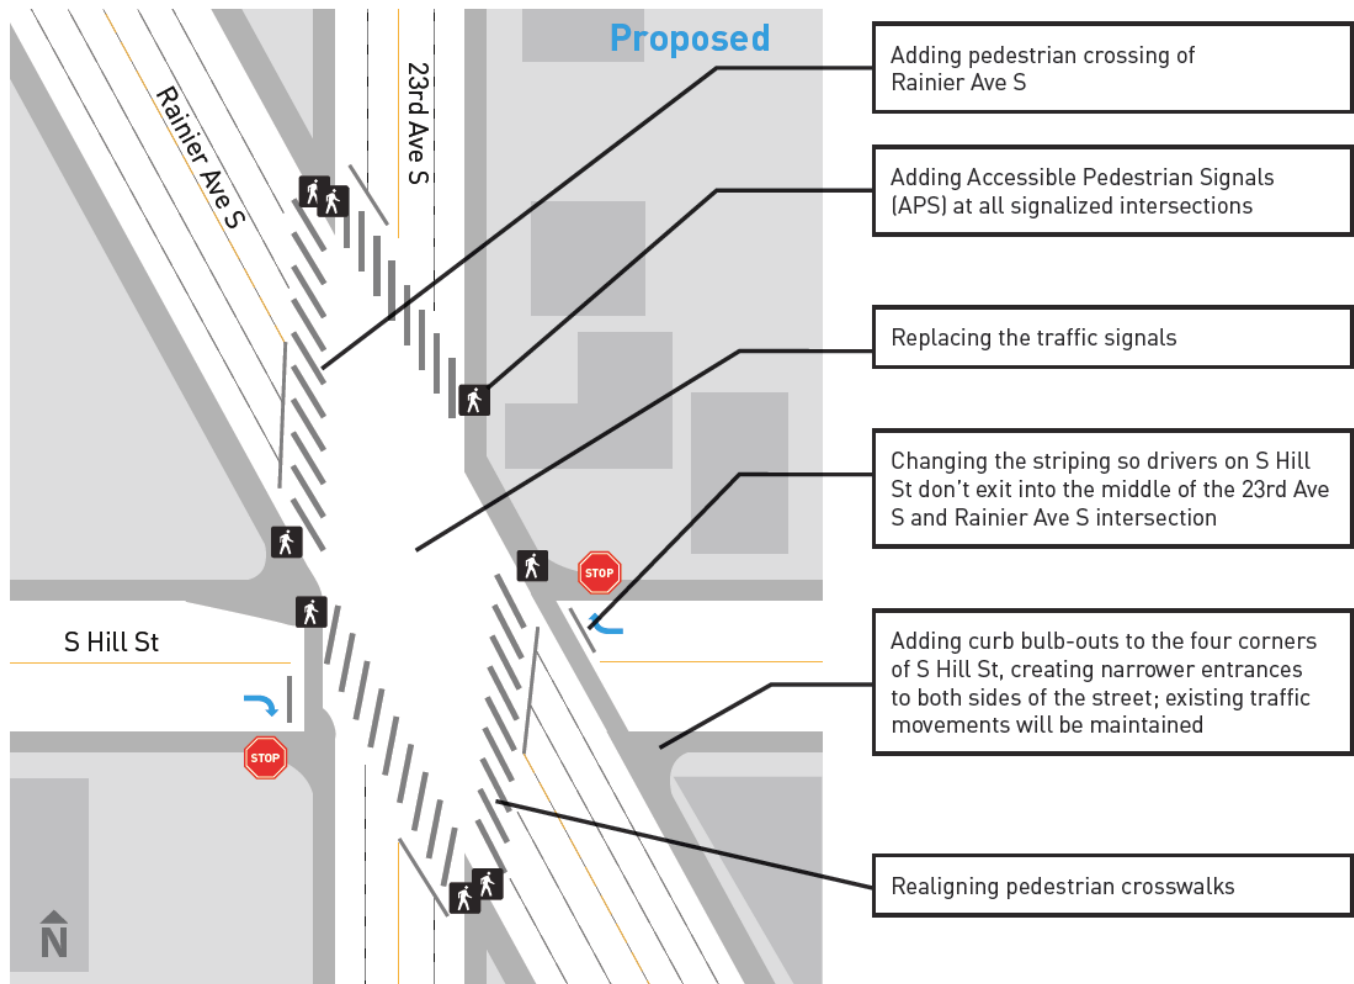 Proposed
Rainier Ave S
23rd Ave S
Adding pedestrian crossing of
Rainier Ave S
Adding Accessible Pedestrian Signals
(APS) at all signalized intersections
Replacing the traffic signals
Changing the striping so drivers on S Hill
St don’t exit into the middle of the 23rd Ave
S and Rainier Ave S intersection
STOP
S Hill St
Adding curb bulb-outs to the four corners
of S Hill St, creating narrower entrances
to both sides of the street; existing traffic
movements will be maintained
STOP
Realigning pedestrian crosswalks
N